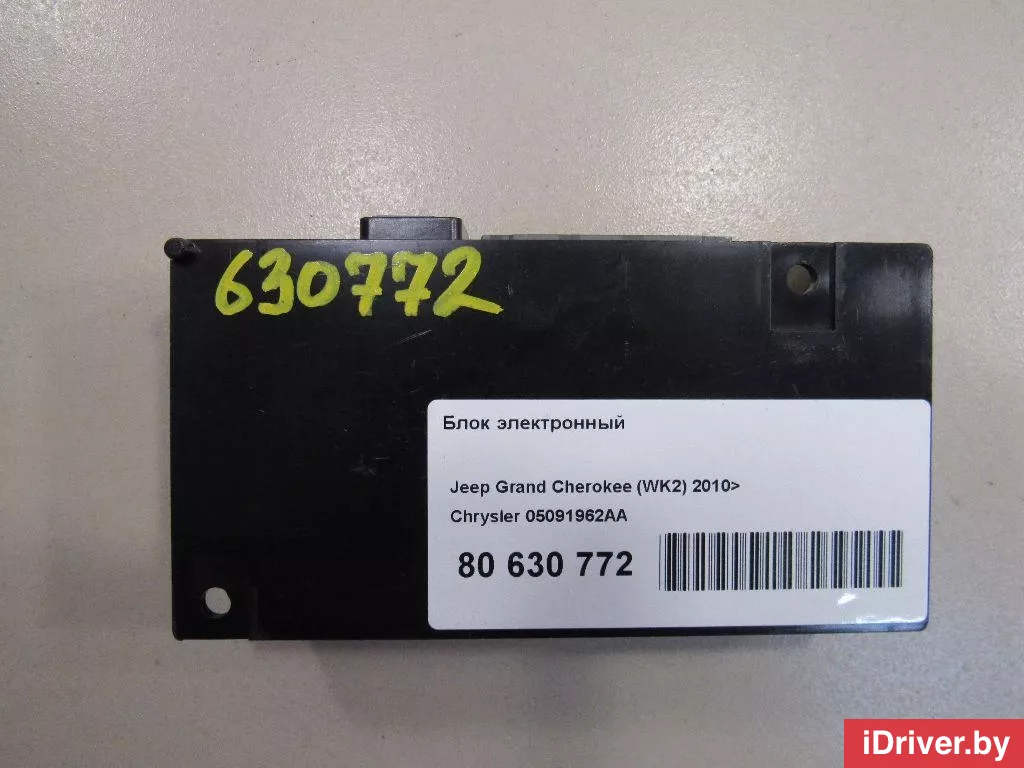 630772
Блок электронный
Jeep Grand Cherokee (WK2) 2010>
Chrysler 05091962AA
80 630 772
iDriver.by